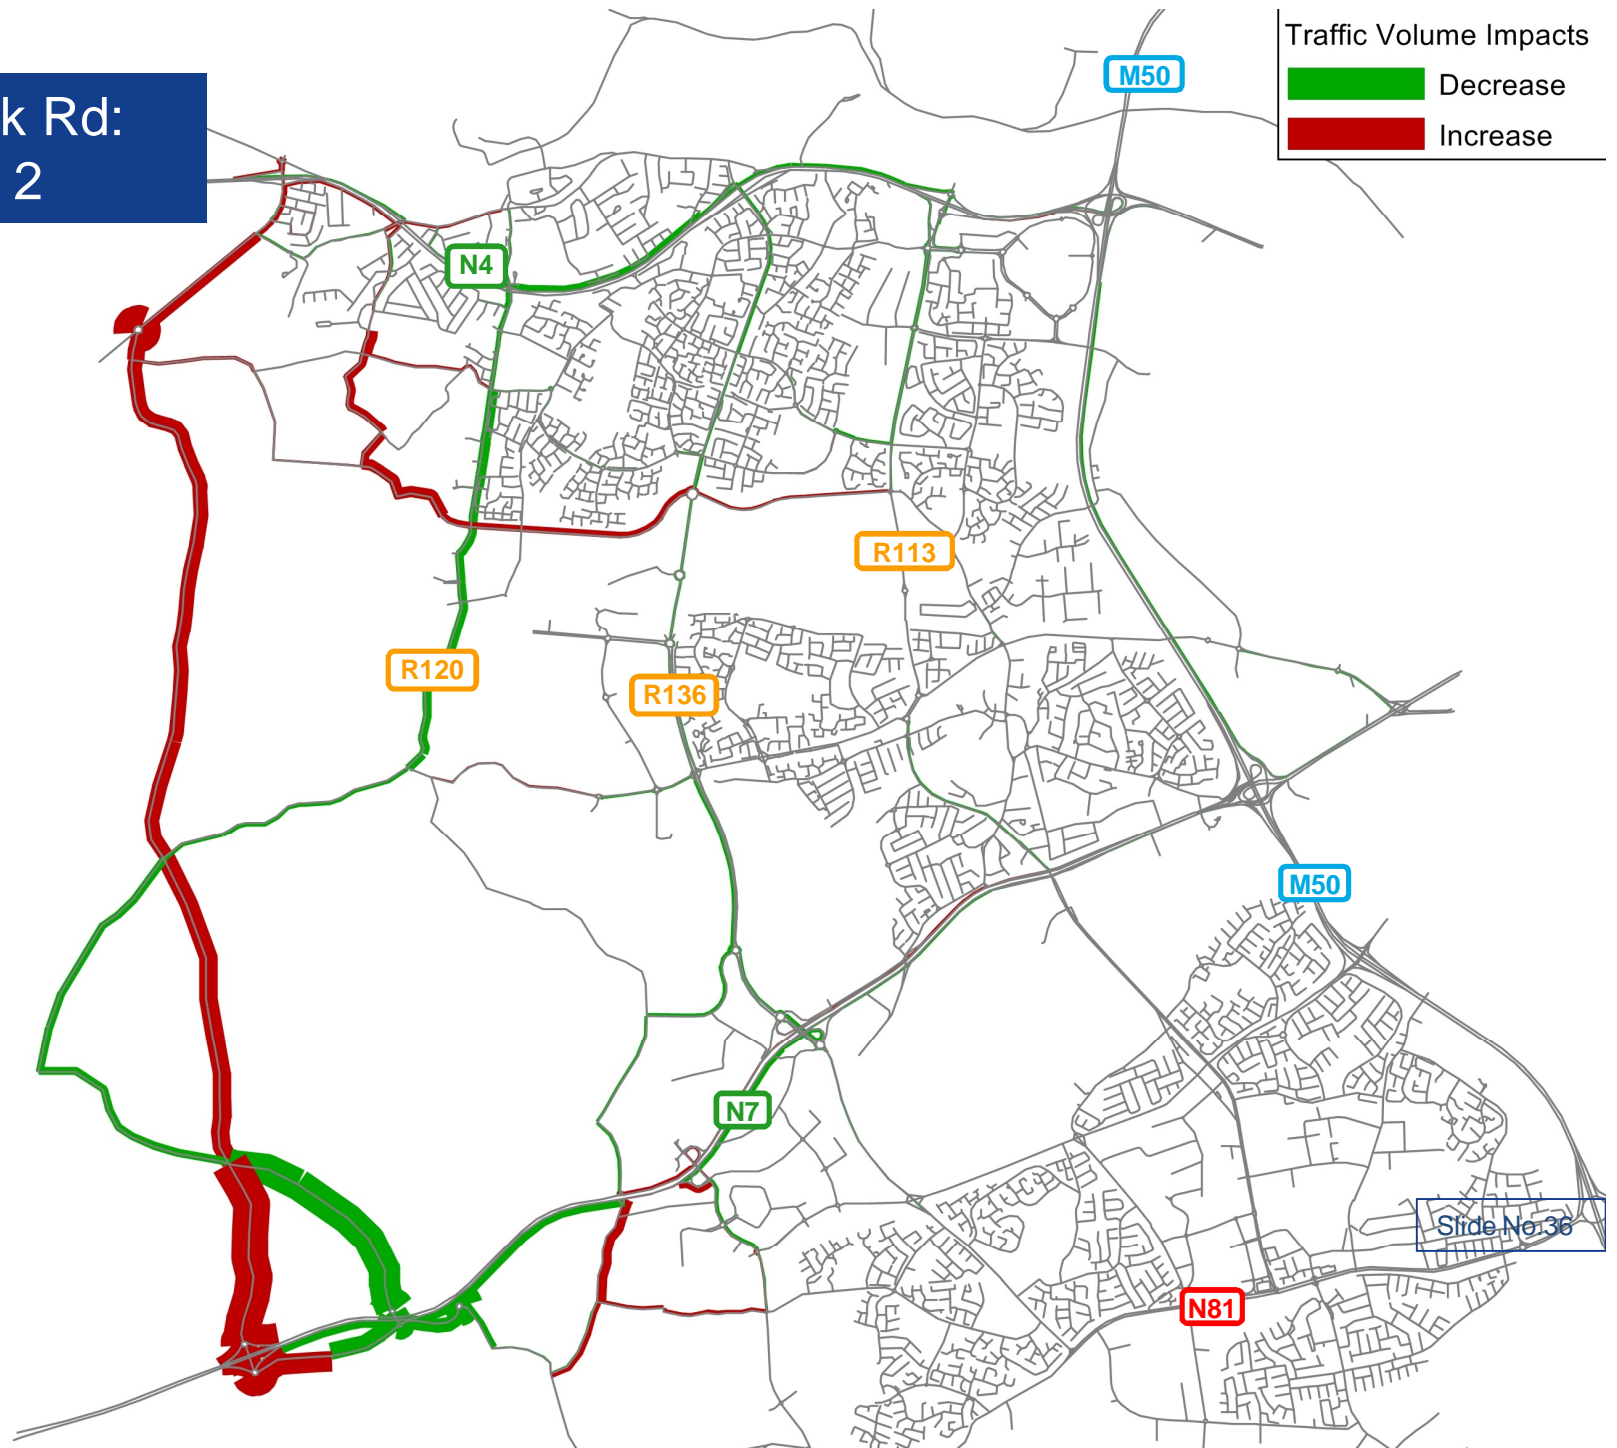 Traffic Volume Impacts
Decrease
Increase
M50
k Rd:
2
N4
R113
R120
R136
M50
N7
Slide No.36
N81